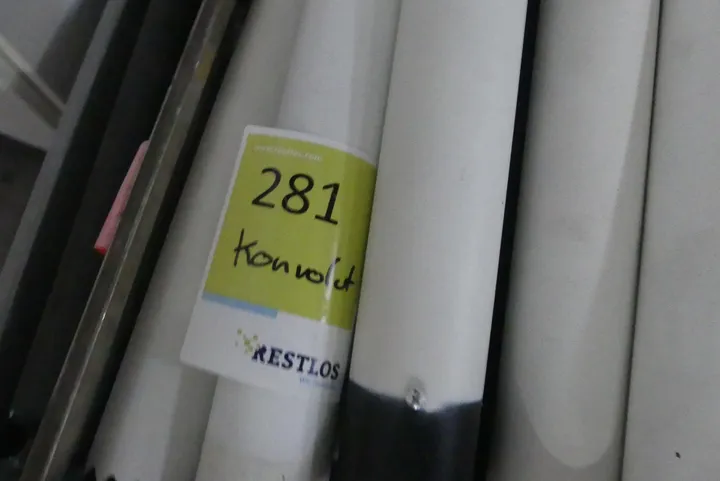 281
Konvolut
RESTLOS